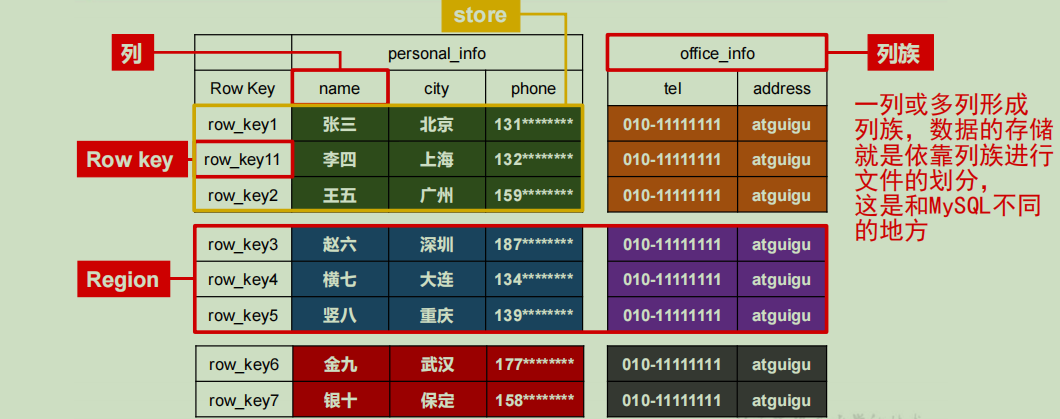 store
列
personal_info
office_info
列族
Row Key name city phone tel address
row_key1 张三 北京 131******** 010-11111111 atguigu
Row key
row_key11 李四 上海 132******** 010-11111111 atguigu
row_key2 王五 广州 159******** 010-11111111 atguigu
一列或多列形成
列族，数据的存储
就是依靠列族进行
文件的划分，
这是和MySQL不同
的地方
row_key3 赵六 深圳 187******** 010-11111111 atguigu
Region
row_key4 横七 大连 134******** 010-11111111 atguigu
row_key5 竖八 重庆 139******** 010-11111111 atguigu
row_key6 金九 武汉 177******** 010-11111111 atguigu
row_key7 银十 保定 158******** 010-11111111 atguigu